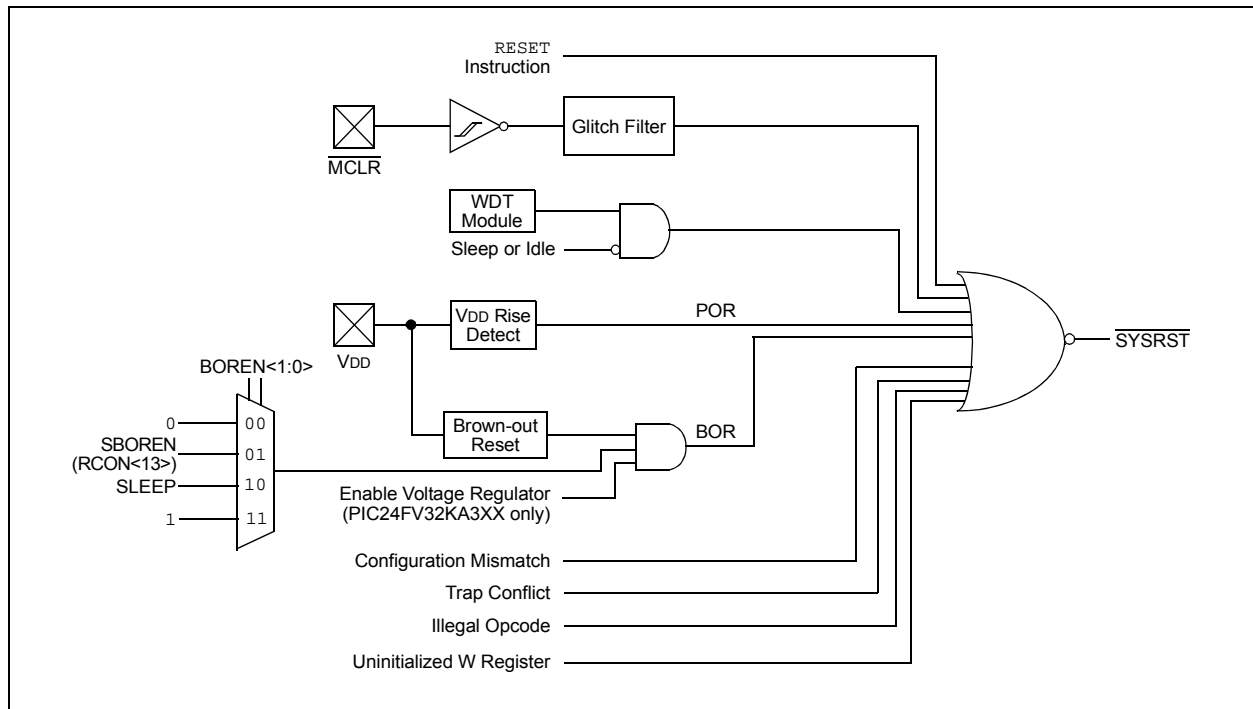 RESET
Instruction
Glitch Filter
MCLR
WDT
Module
Sleep or Idle
VDD Rise
Detect
POR
VDD
SYSRST
BOREN<1:0>
0
00
SBOREN
(RCON<13>)
01
SLEEP
10
1
11
Brown-out
Reset
BOR
Enable Voltage Regulator
(PIC24FV32KA3XX only)
Configuration Mismatch
Trap Conflict
Illegal Opcode
Uninitialized W Register